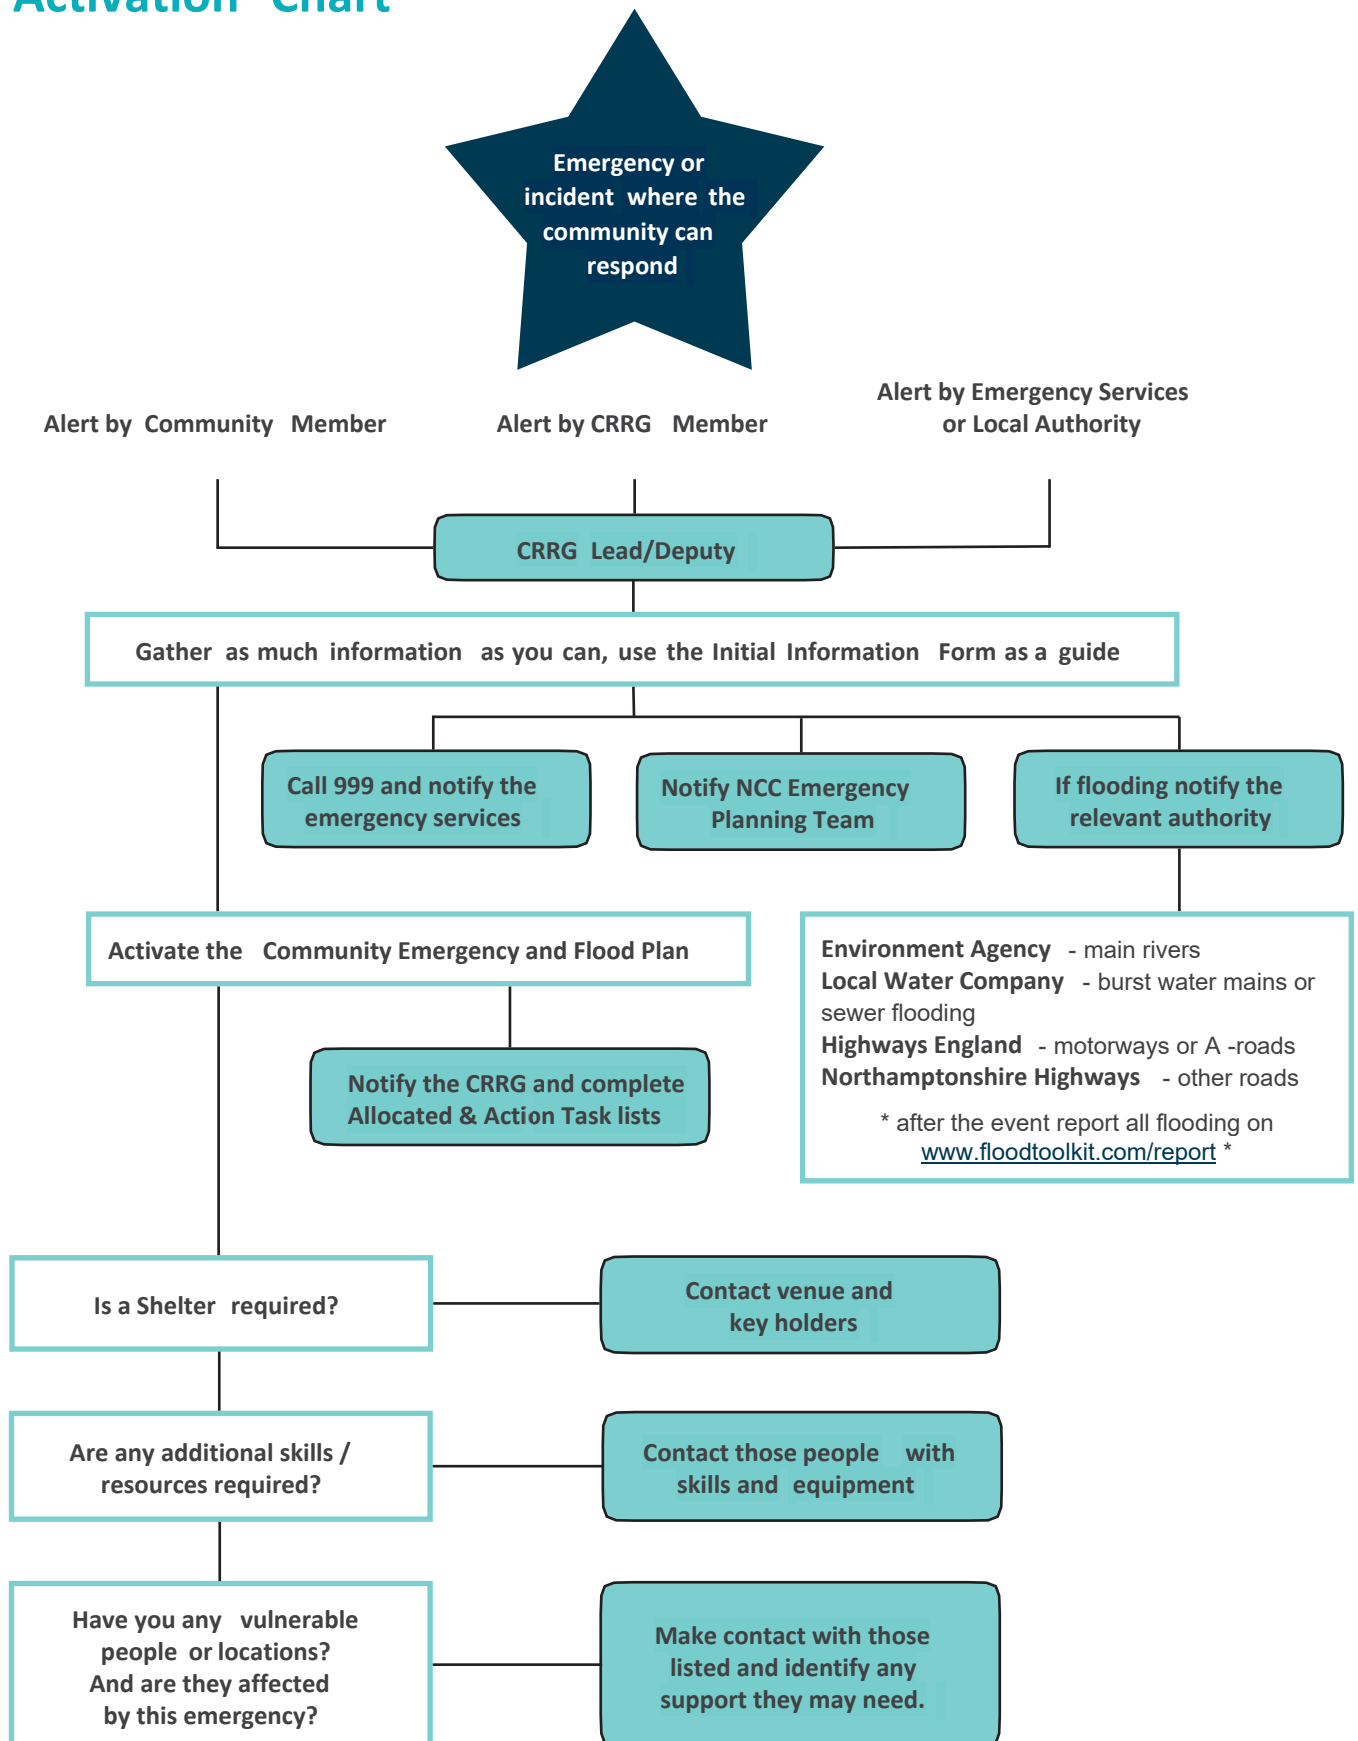 Activation Chart
Emergency or
incident where the
community can
respond
Alert by Community Member
Alert by CRRG Member
Alert by Emergency Services
or Local Authority
CRRG Lead/Deputy
Gather as much information as you can, use the Initial Information Form as a guide
Call 999 and notify the
emergency services
Notify NCC Emergency
Planning Team
If flooding notify the
relevant authority
Activate the Community Emergency and Flood Plan
Environment Agency - main rivers
Local Water Company - burst water mains or
sewer flooding
Highways England - motorways or A -roads
Northamptonshire Highways - other roads
* after the event report all flooding on
www.floodtoolkit.com/report *
Notify the CRRG and complete
Allocated & Action Task lists
Is a Shelter required?
Contact venue and
key holders
Are any additional skills /
resources required?
Contact those people with
skills and equipment
Have you any vulnerable
people or locations?
And are they affected
by this emergency?
Make contact with those
listed and identify any
support they may need.